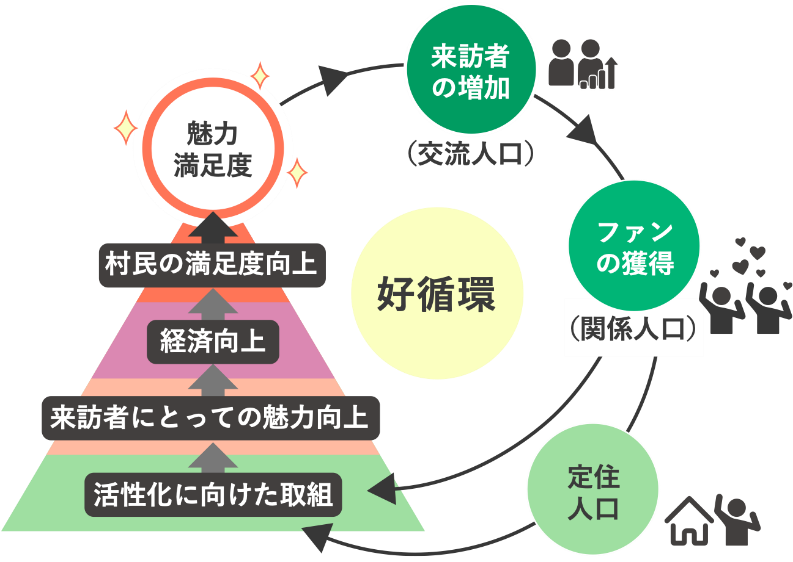 魅力
満足度
来訪者
の増加
（交流人口）
ファン
の獲得
（関係人口）
好循環
村民の満足度向上
経済向上
来訪者にとっての魅力向上
活性化に向けた取組
定住
人口